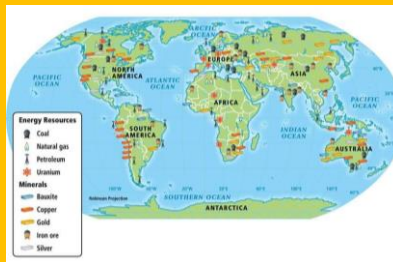 ARCTIC
OCEAN
NORTH
AMERICA
EUROPE
ASIA
PACIFIC
OCEAN
ATLANTIC
OCEAN
PACIFIC
OCEAN
AFRICA
SOUTH
AMERICA
INDIAN
OCEAN
AUSTRALIA
SOUTHERN OCEAN
ANTARCTICA
Energy Resources
Coal
Natural gas
Petroleum
Uranium
Minerals
Bauxite
Copper
Gold
Iron ore
Silver
Robinson Projection